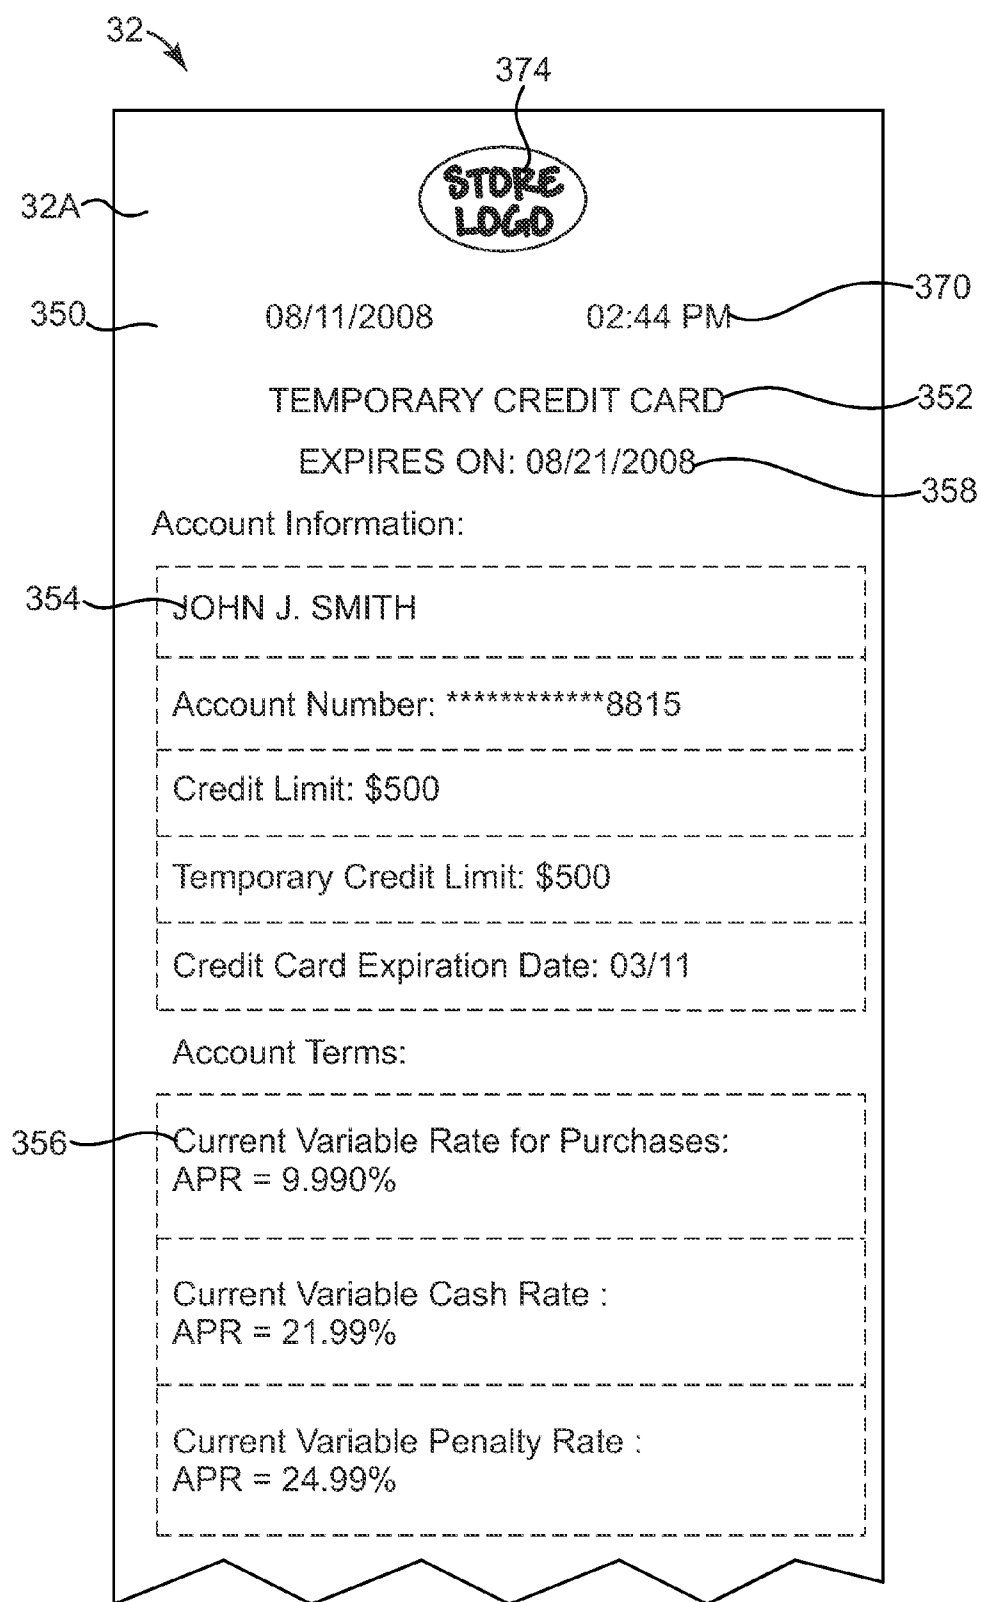 32
374
STORE
LOGO
32A
350 08/11/2008 02:44 PM 370
TEMPORARY CREDIT CARD 352
EXPIRES ON: 08/21/2008 358
Account Information:
354 JOHN J. SMITH
Account Number: ************8815
Credit Limit: $500
Temporary Credit Limit: $500
Credit Card Expiration Date: 03/11
Account Terms:
356 Current Variable Rate for Purchases:
APR = 9.990%
Current Variable Cash Rate :
APR = 21.99%
Current Variable Penalty Rate :
APR = 24.99%